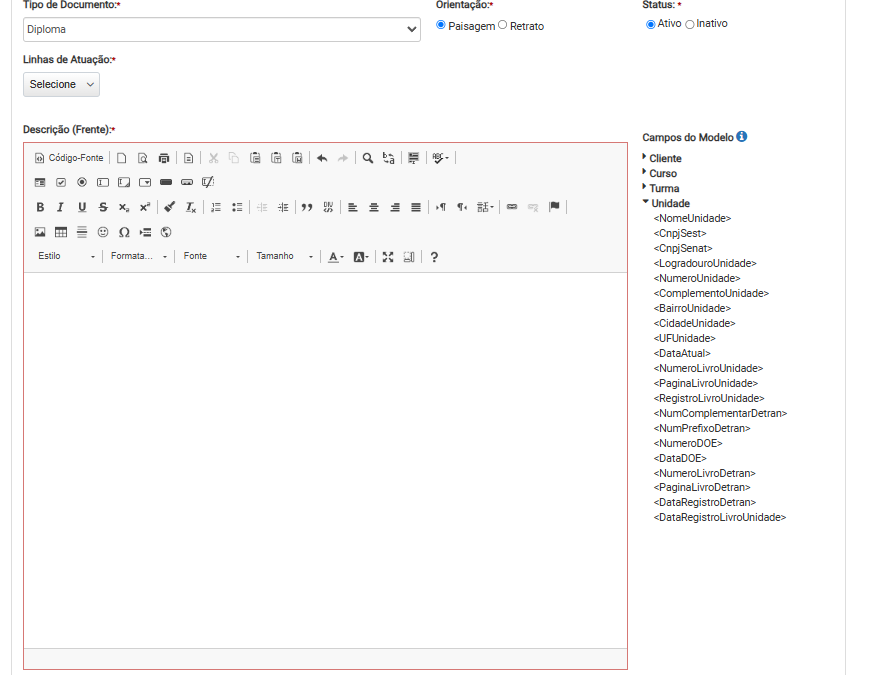 Tipo de Documento:*
Orientação:*
Status: *
Diploma
Paisagem
Retrato
Ativo
Inativo
Linhas de Atuação:*
Selecione
Descrição (Frente):*
Campos do Modelo
Código-Fonte
Estilo
Formata...
Fonte
Tamanho
Cliente
Curso
Turma
Unidade
<NomeUnidade>
<CnpjSest>
<CnpjSenat>
<LogradouroUnidade>
<NumeroUnidade>
<ComplementoUnidade>
<BairroUnidade>
<CidadeUnidade>
<UFUnidade>
<DataAtual>
<NumeroLivroUnidade>
<PaginaLivroUnidade>
<RegistroLivroUnidade>
<NumComplementarDetran>
<NumPrefixoDetran>
<NumeroDOE>
<DataDOE>
<NumeroLivroDetran>
<PaginaLivroDetran>
<DataRegistroDetran>
<DataRegistroLivroUnidade>